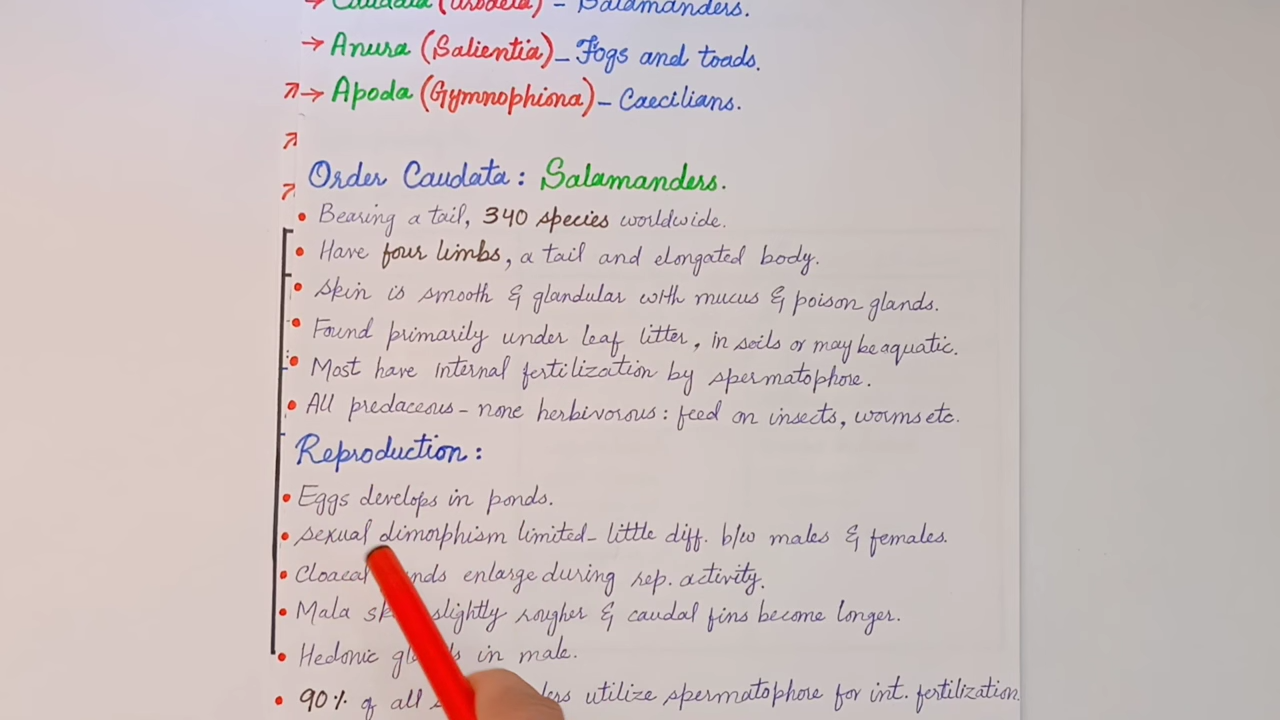 → Caudata (Urodela) – Salamanders.
→ Anura (Salientia) – Fogs and toads.
→ Apoda (Gymnophiona) – Caecilians.
Order Caudata: Salamanders.
• Bearing a tail, 340 species worldwide.
• Have four limbs, a tail and elongated body.
• Skin is smooth & glandular with mucus & poison glands.
• Found primarily under leaf litter, in soils or may be aquatic.
• Most have internal fertilization by spermatophore.
• All predaceous – none herbivorous: feed on insects, worms etc.
Reproduction:
• Eggs develops in ponds.
• Sexual dimorphism limited – little diff. b/w males & females.
• Cloacal enlarge during rep. activity.
• Mala slightly rougher & caudal fins become longer.
• Hedonic in male.
• 90% of all utilize spermatophore for int. fertilization